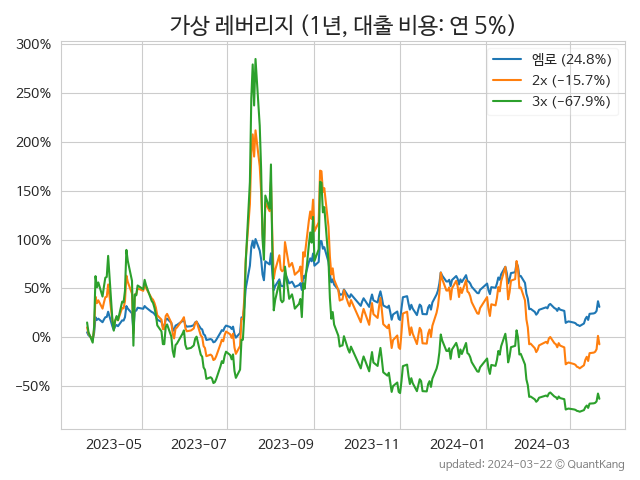 가상 레버리지 (1년, 대출 비용: 연 5%)
300%
250%
200%
150%
100%
50%
0%
−50%
엠로 (24.8%)
2x (−15.7%)
3x (−67.9%)
2023-05
2023-07
2023-09
2023-11
2024-01
2024-03
updated: 2024-03-22 © QuantKang